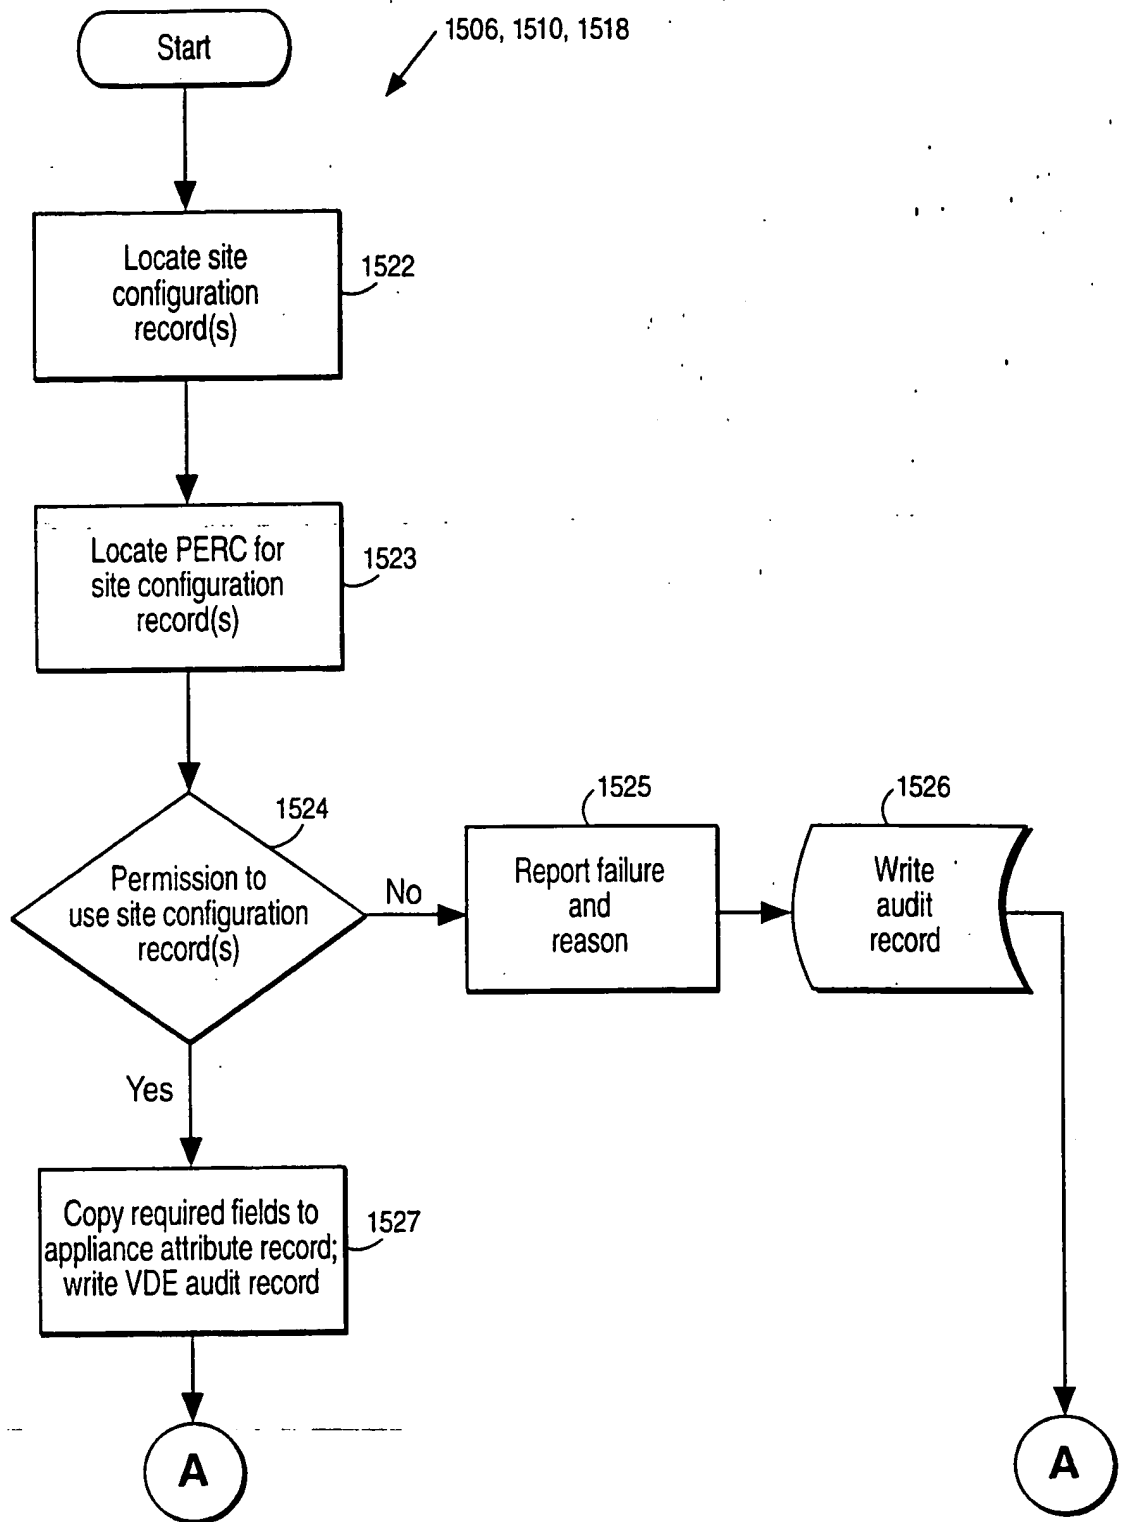 Start
1506, 1510, 1518
Locate site
configuration
record(s)
1522
Locate PERC for
site configuration
record(s)
1523
1524
Permission to
use site configuration
record(s)
No
Yes
1525
Report failure
and
reason
1526
Write
audit
record
Copy required fields to
appliance attribute record;
write VDE audit record
1527
A
A